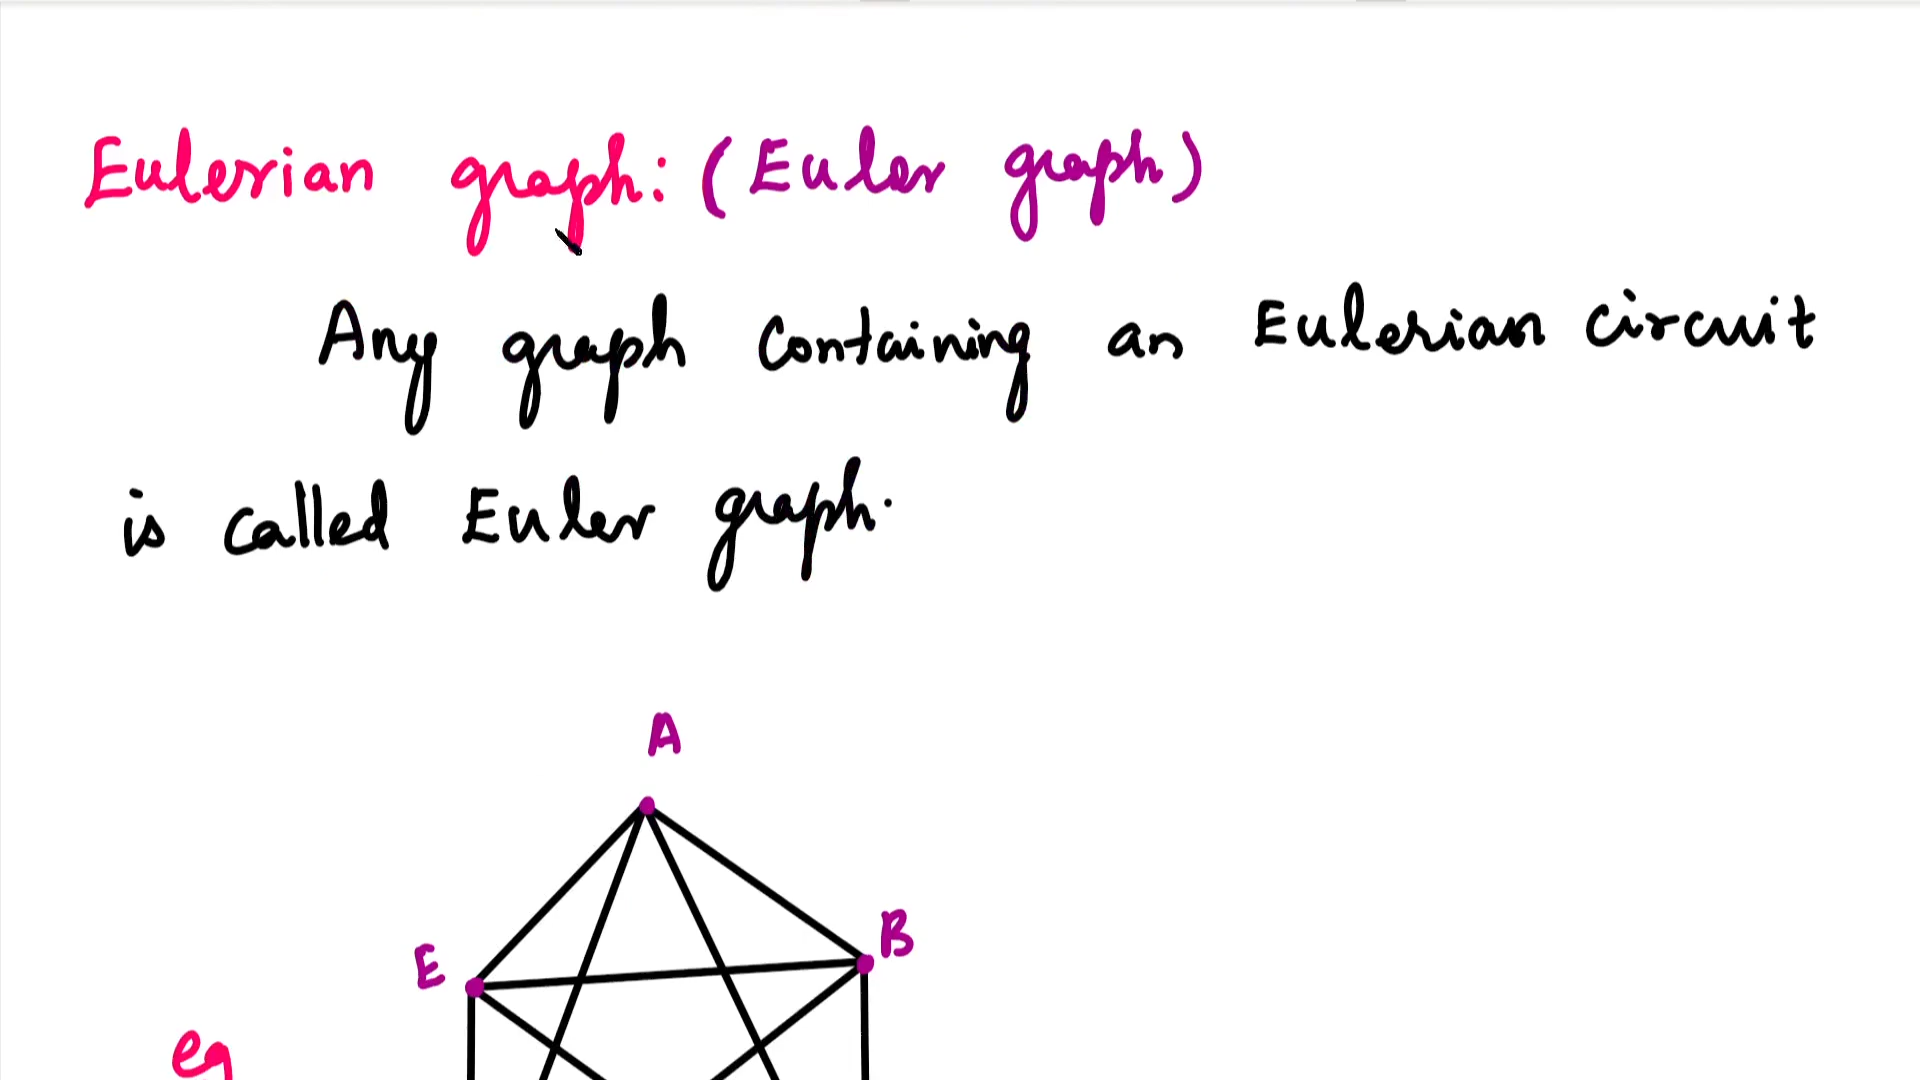 Eulerian graph: (Euler graph)
Any graph containing an Eulerian circuit
is called Euler graph.
A
B
E
eg